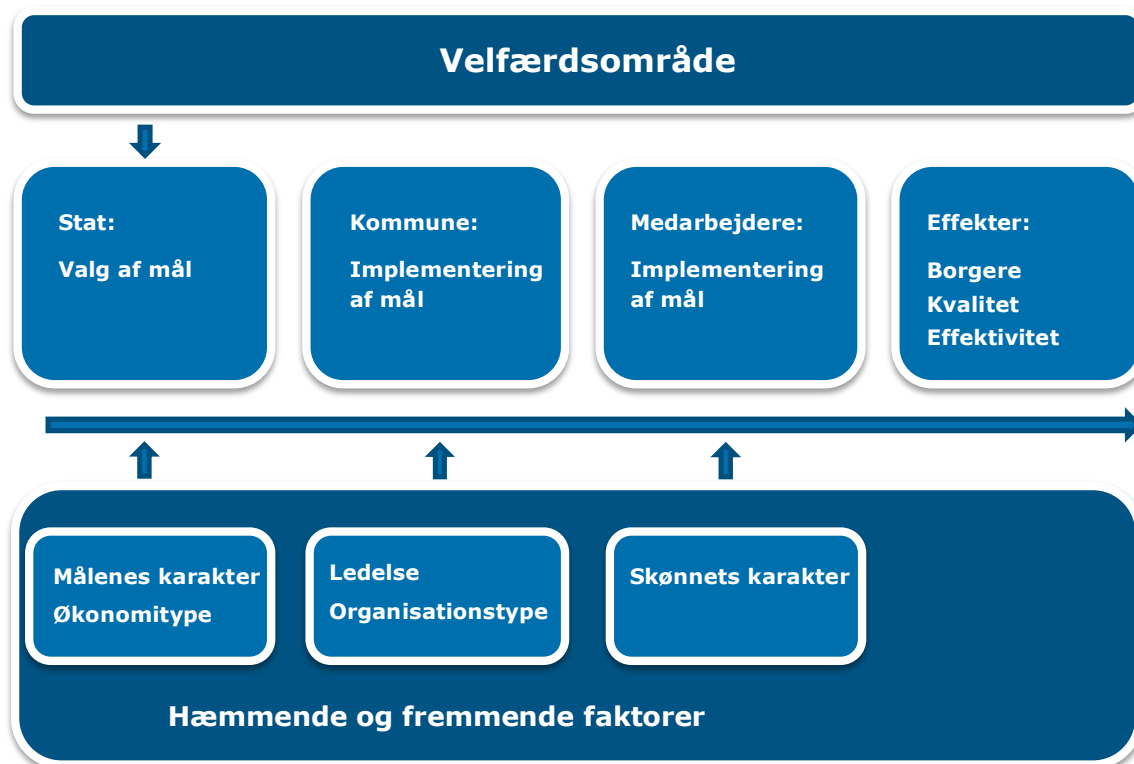 Velfærdsområde
Stat:
Valg af mål
Kommune:
Implementering
af mål
Medarbejdere:
Implementering
af mål
Effekter:
Borgere
Kvalitet
Effektivitet
Målenes karakter
Økonomitype
Ledelse
Organisationstype
Skønnets karakter
Hæmmende og fremmende faktorer